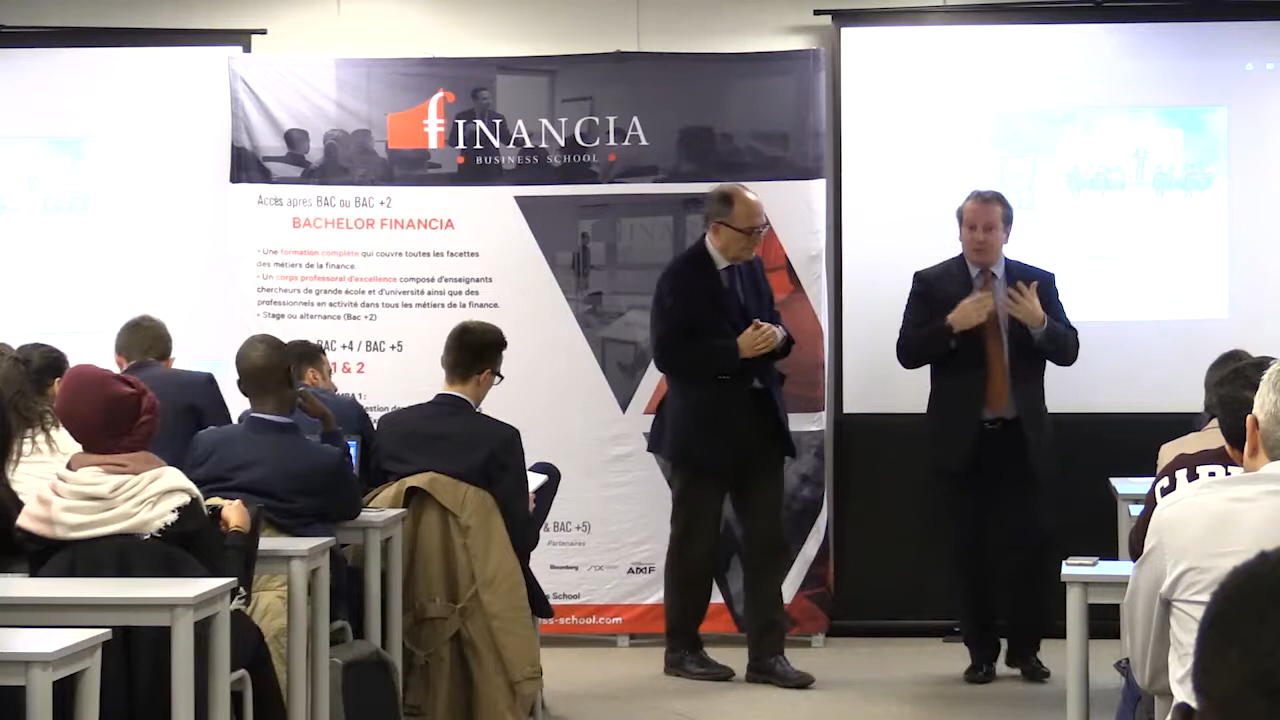 fINANCIA
BUSINESS SCHOOL
Accès après BAC ou BAC +2
BACHELOR FINANCIA
- Une formation complète qui couvre toutes les facettes
des métiers de la finance.
- Un corps professoral d'excellence composé d'enseignants
chercheurs de grande école et d'université ainsi que des
professionnels en activité dans tous les métiers de la finance.
- Stage ou alternance (Bac +2)
BAC +4 / BAC +5
1 & 2
MBA 1 :
& BAC +5)
Partenaires
Bloomberg
AMF
School
ss-school.com